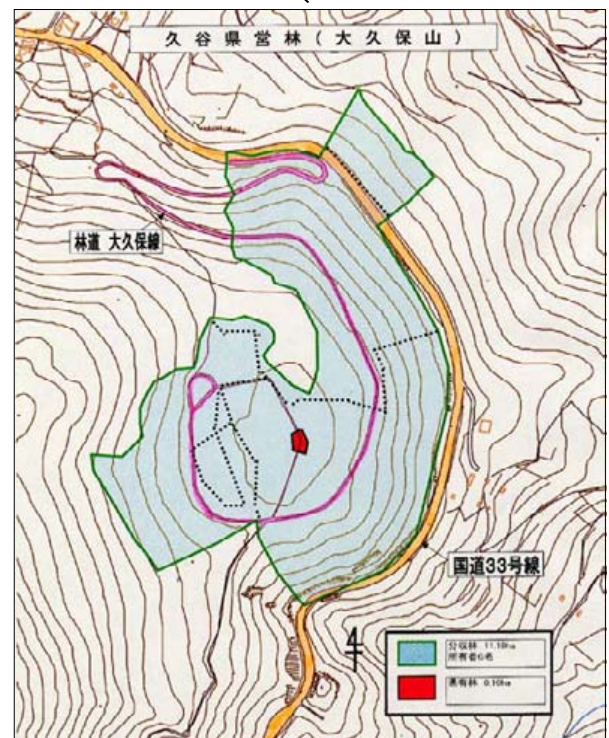 久谷県営林(大久保山)
林道 大久保線
国道33号線
分収林 11.10ha
所有者6名
県有林 0.10ha